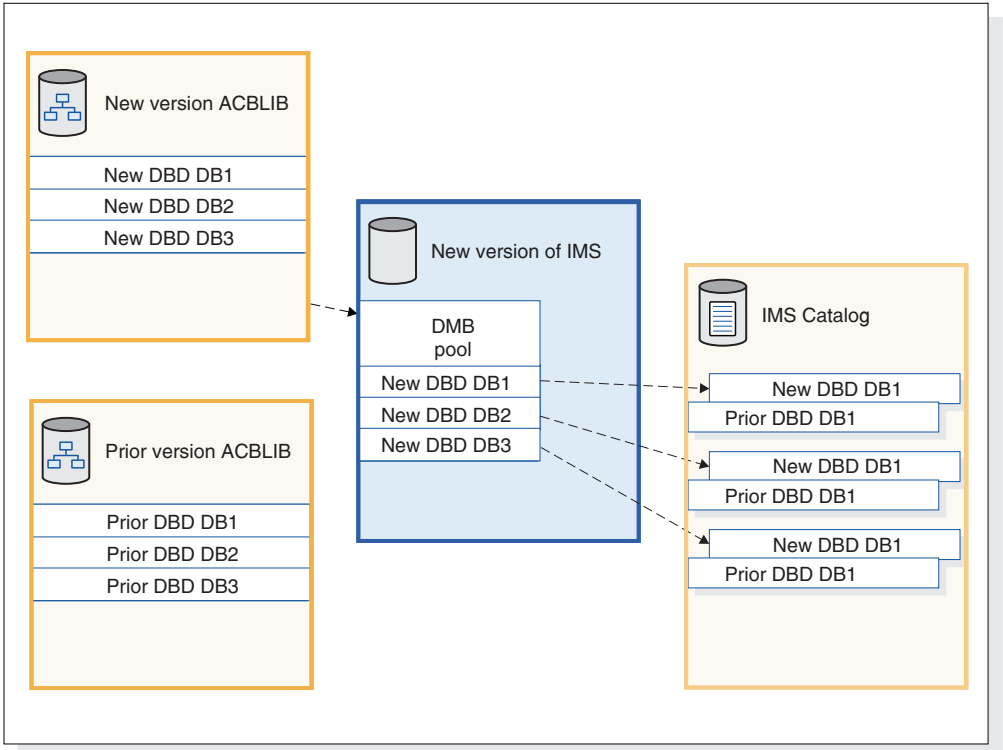 New version ACBLIB
New DBD DB1
New DBD DB2
New DBD DB3
Prior version ACBLIB
Prior DBD DB1
Prior DBD DB2
Prior DBD DB3
New version of IMS
DMB
pool
New DBD DB1
New DBD DB2
New DBD DB3
IMS Catalog
New DBD DB1
Prior DBD DB1
New DBD DB1
Prior DBD DB1
New DBD DB1
Prior DBD DB1